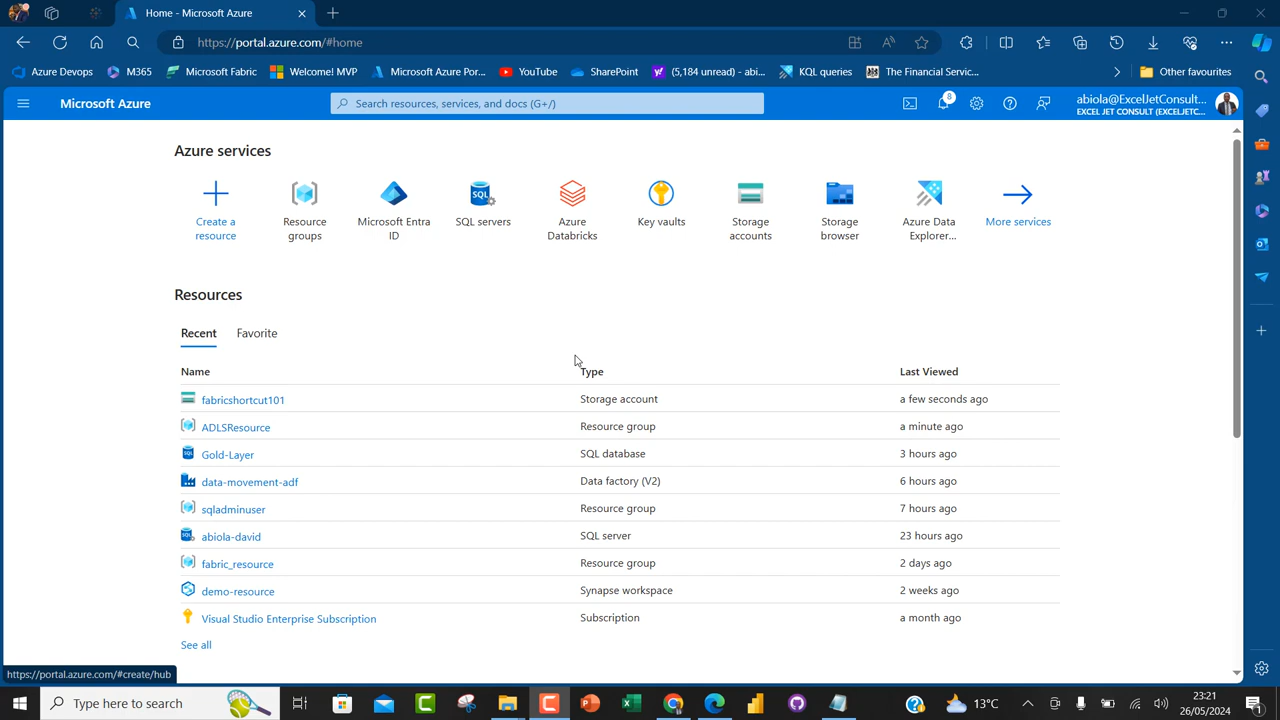 Home - Microsoft Azure
https://portal.azure.com/#home
Azure Devops
M365
Microsoft Fabric
Welcome! MVP
Microsoft Azure Por...
YouTube
SharePoint
(5,184 unread) - abi...
KQL queries
The Financial Servic...
Other favourites
Microsoft Azure
Search resources, services, and docs (G+/)
8
abiola@ExcelJetConsult...
EXCEL JET CONSULT (EXCELJETC...
Azure services
Create a
resource
Resource
groups
Microsoft Entra
ID
SQL
SQL servers
Azure
Databricks
Key vaults
Storage
accounts
Storage
browser
Azure Data
Explorer...
More services
Resources
Recent
Favorite
Name
Type
Last Viewed
fabricshortcut101
Storage account
a few seconds ago
ADLSResource
Resource group
a minute ago
Gold-Layer
SQL database
3 hours ago
data-movement-adf
Data factory (V2)
6 hours ago
sqladminuser
Resource group
7 hours ago
abiola-david
SQL server
23 hours ago
fabric_resource
Resource group
2 days ago
demo-resource
Synapse workspace
2 weeks ago
Visual Studio Enterprise Subscription
Subscription
a month ago
See all
https://portal.azure.com/#create/hub
Type here to search
13°C
23:21
26/05/2024